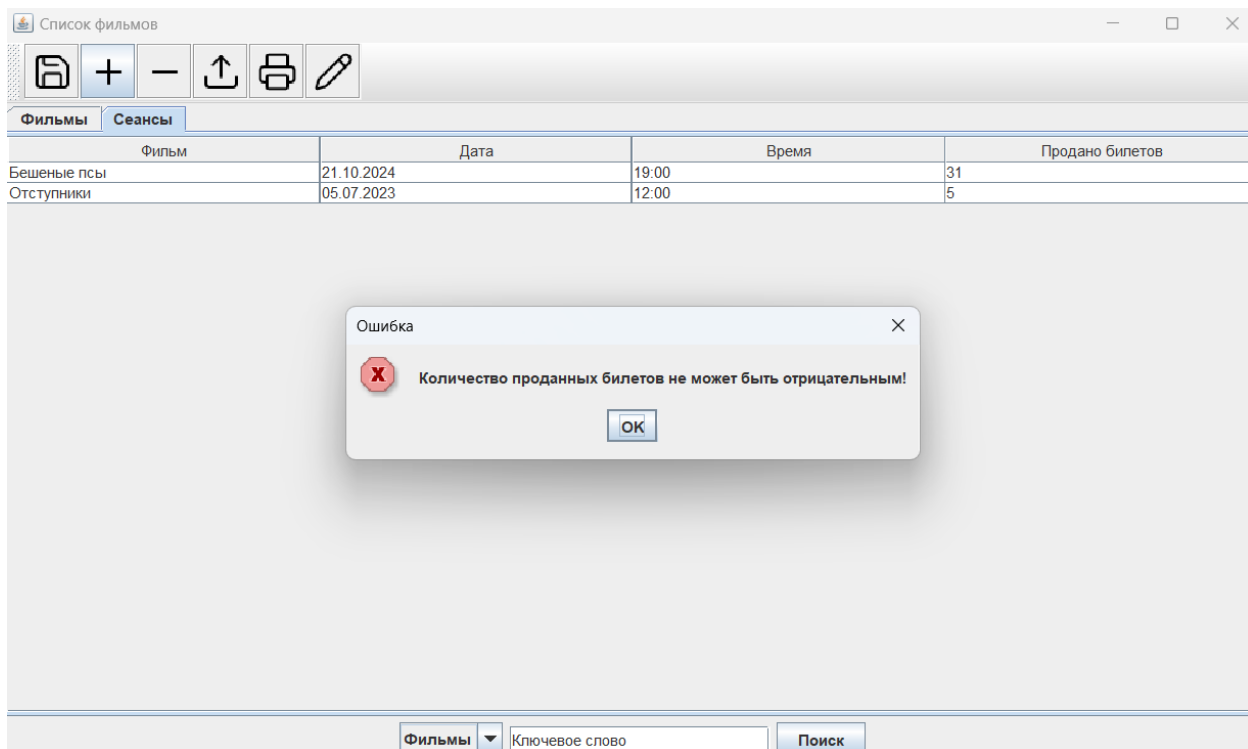 Список фильмов
Фильмы Сеансы
Фильм Дата Время Продано билетов
Бешеные псы 21.10.2024 19:00 31
Отступники 05.07.2023 12:00 5
Ошибка
X Количество проданных билетов не может быть отрицательным!
OK
Фильмы Ключевое слово Поиск